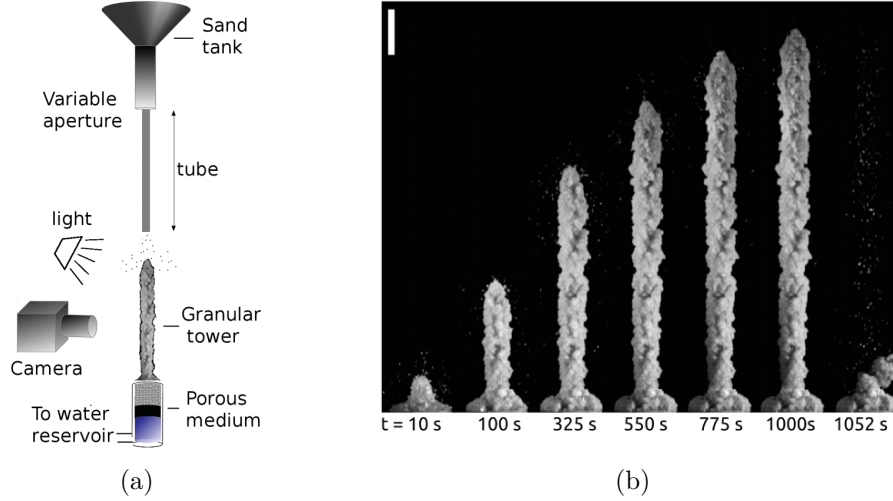 Sand
tank
Variable
aperture
tube
light
Granular
tower
Camera
Porous
medium
To water
reservoir
(a)
t = 10 s
100 s
325 s
550 s
775 s
1000s
1052 s
(b)